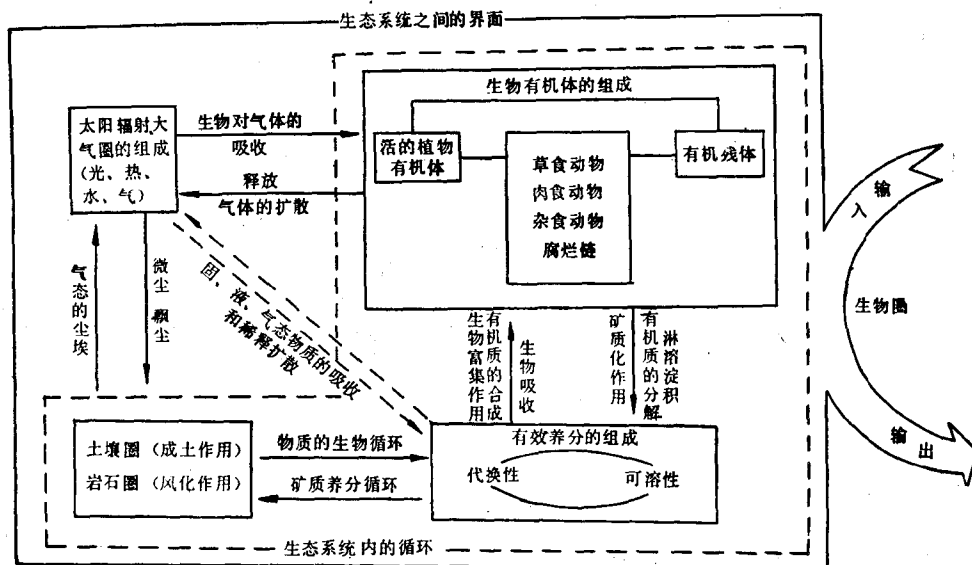 生态系统之间的界面
生物有机体的组成
太阳辐射、大
气圈的组成
（光、热、
水、气）
生物对气体的
吸收
释放
气体的扩散
活的植物
有机体
草食动物
肉食动物
杂食动物
腐烂链
有机残体
输入
生物圈
输出
气态的尘埃
微尘 飘尘
固、液、气态物质的吸收
和稀释扩散
生物富集作用
有机质的合成
生物吸收
矿质化作用
有机质的分解
淋溶淀积
土壤圈（成土作用）
岩石圈（风化作用）
物质的生物循环
矿质养分循环
有效养分的组成
代换性
可溶性
生态系统内的循环